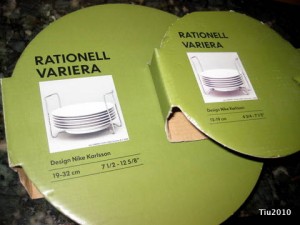 RATIONELL
VARIERA
Design Nike Karlsson
19-32 cm 7 1/2 - 12 5/8"
RATIONELL
VARIERA
Design Nike Karlsson
Tiu2010